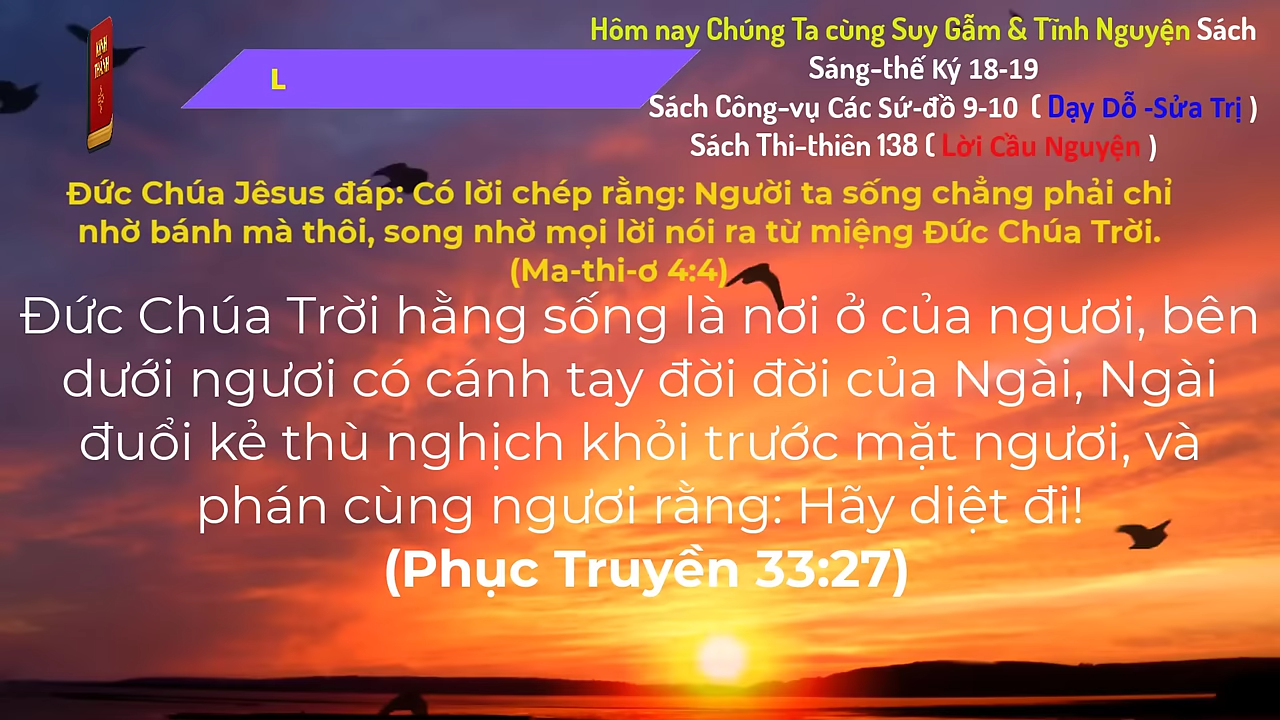 KINH
THÁNH
L
Hôm nay Chúng Ta cùng Suy Gẫm & Tĩnh Nguyện Sách
Sáng-thế Ký 18-19
Sách Công-vụ Các Sứ-đồ 9-10 ( Dạy Dỗ -Sửa Trị )
Sách Thi-thiên 138 ( Lời Cầu Nguyện )
Đức Chúa Jêsus đáp: Có lời chép rằng: Người ta sống chẳng phải chỉ
nhờ bánh mà thôi, song nhờ mọi lời nói ra từ miệng Đức Chúa Trời.
(Ma-thi-ơ 4:4)
Đức Chúa Trời hằng sống là nơi ở của ngươi, bên
dưới ngươi có cánh tay đời đời của Ngài, Ngài
đuổi kẻ thù nghịch khỏi trước mặt ngươi, và
phán cùng ngươi rằng: Hãy diệt đi!
(Phục Truyền 33:27)